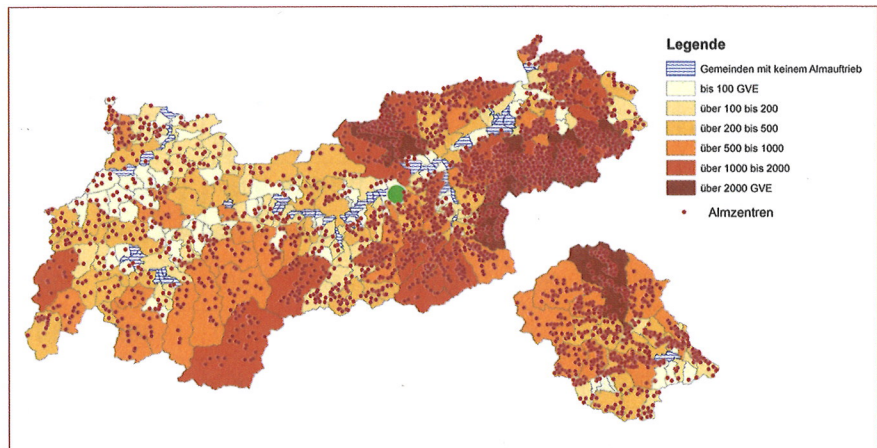 Legende
Gemeinden mit keinem Almauftrieb
bis 100 GVE
über 100 bis 200
über 200 bis 500
über 500 bis 1000
über 1000 bis 2000
über 2000 GVE
Almzentren